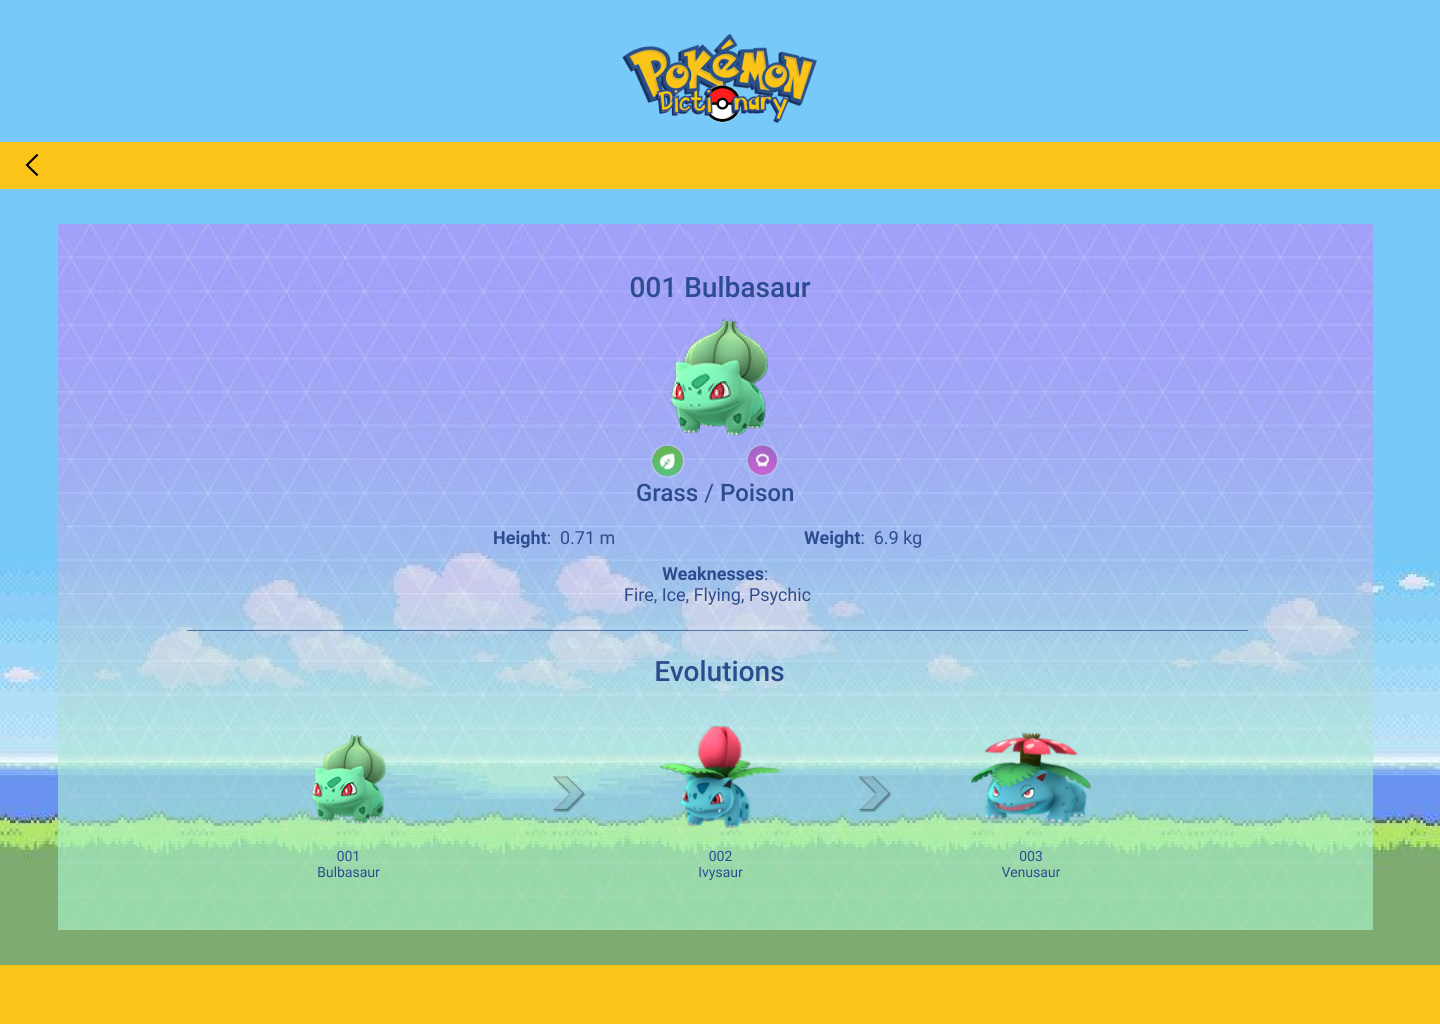 Pokémon
Dictionary
001 Bulbasaur
Grass / Poison
Height: 0.71 m
Weight: 6.9 kg
Weaknesses:
Fire, Ice, Flying, Psychic
Evolutions
001
Bulbasaur
002
Ivysaur
003
Venusaur